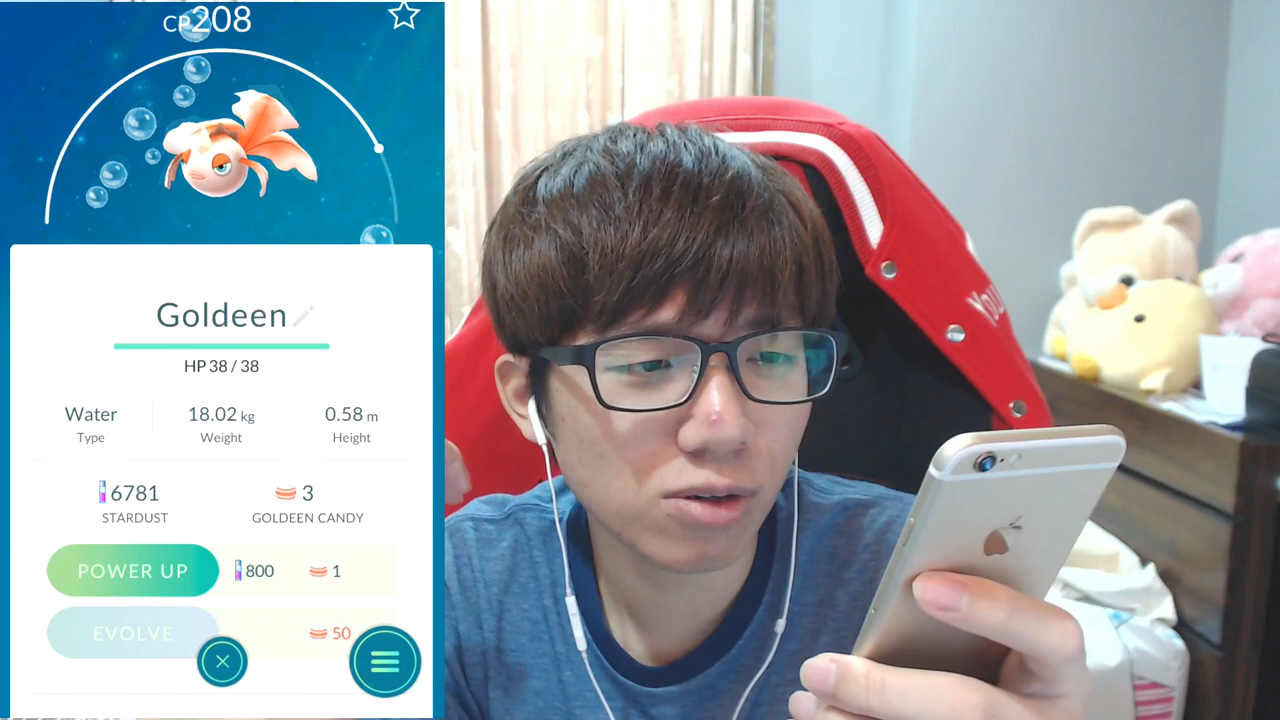 CP208
Goldeen
HP 38 / 38
Water
Type
18.02 kg
Weight
0.58 m
Height
6781
STARDUST
3
GOLDEEN CANDY
POWER UP
800
1
EVOLVE
50
You